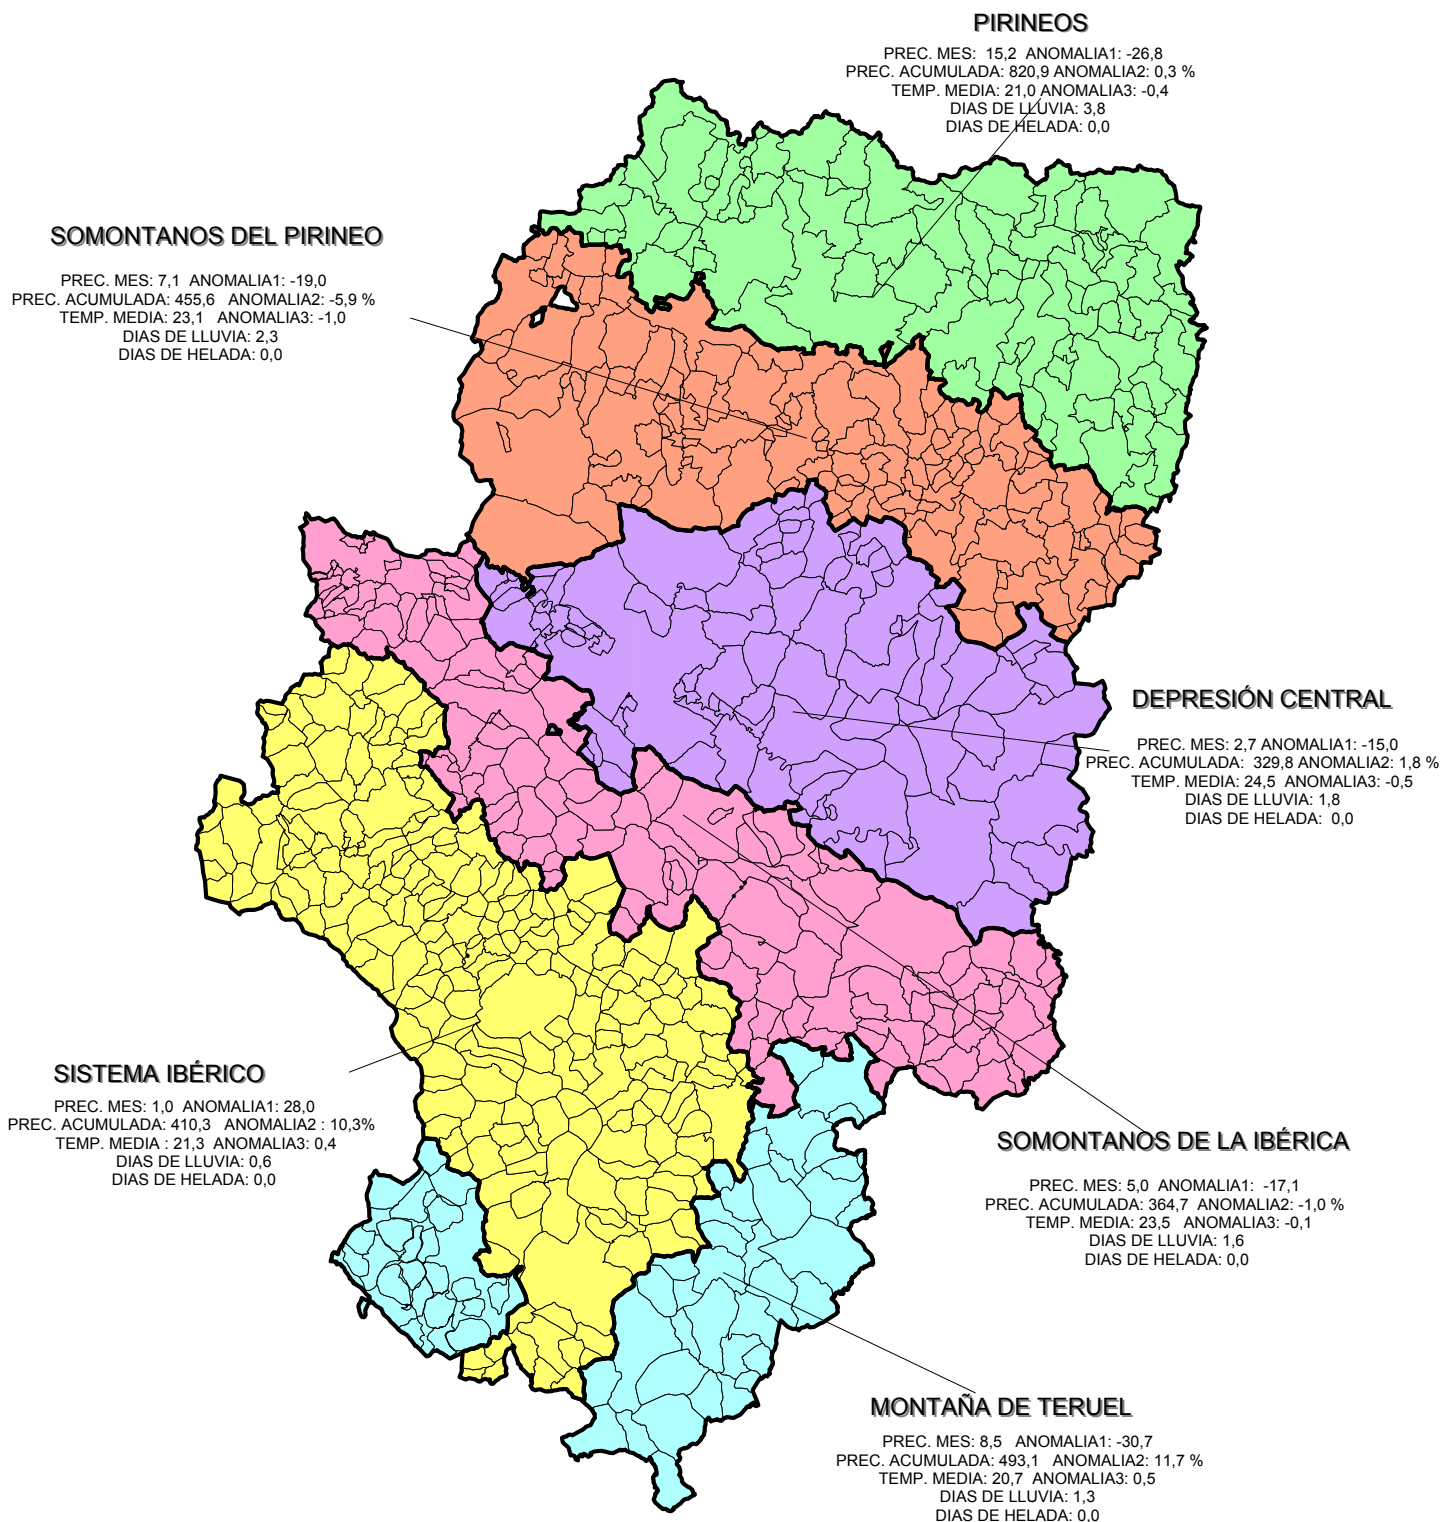 PIRINEOS
PREC. MES: 15,2 ANOMALIA1: -26,8
PREC. ACUMULADA: 820,9 ANOMALIA2: 0,3 %
TEMP. MEDIA: 21,0 ANOMALIA3: -0,4
DIAS DE LLUVIA: 3,8
DIAS DE HELADA: 0,0
SOMONTANOS DEL PIRINEO
PREC. MES: 7,1 ANOMALIA1: -19,0
PREC. ACUMULADA: 455,6 ANOMALIA2: -5,9 %
TEMP. MEDIA: 23,1 ANOMALIA3: -1,0
DIAS DE LLUVIA: 2,3
DIAS DE HELADA: 0,0
DEPRESIÓN CENTRAL
PREC. MES: 2,7 ANOMALIA1: -15,0
PREC. ACUMULADA: 329,8 ANOMALIA2: 1,8 %
TEMP. MEDIA: 24,5 ANOMALIA3: -0,5
DIAS DE LLUVIA: 1,8
DIAS DE HELADA: 0,0
SISTEMA IBÉRICO
PREC. MES: 1,0 ANOMALIA1: 28,0
PREC. ACUMULADA: 410,3 ANOMALIA2 : 10,3%
TEMP. MEDIA : 21,3 ANOMALIA3: 0,4
DIAS DE LLUVIA: 0,6
DIAS DE HELADA: 0,0
SOMONTANOS DE LA IBÉRICA
PREC. MES: 5,0 ANOMALIA1: -17,1
PREC. ACUMULADA: 364,7 ANOMALIA2: -1,0 %
TEMP. MEDIA: 23,5 ANOMALIA3: -0,1
DIAS DE LLUVIA: 1,6
DIAS DE HELADA: 0,0
MONTAÑA DE TERUEL
PREC. MES: 8,5 ANOMALIA1: -30,7
PREC. ACUMULADA: 493,1 ANOMALIA2: 11,7 %
TEMP. MEDIA: 20,7 ANOMALIA3: 0,5
DIAS DE LLUVIA: 1,3
DIAS DE HELADA: 0,0